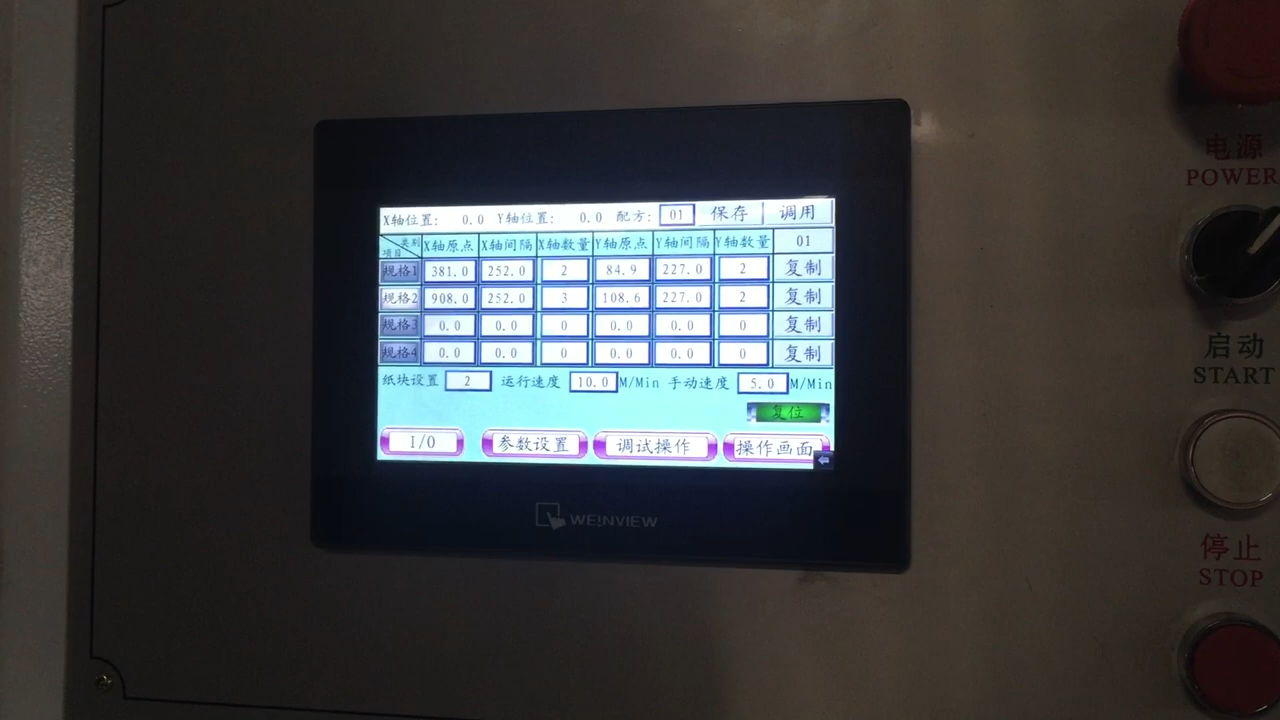 X轴位置: 0.0 Y轴位置: 0.0 配方: 01 保存 调用
类别 项目 X轴原点 X轴间隔 X轴数量 Y轴原点 Y轴间隔 Y轴数量 01
规格1 381.0 252.0 2 84.9 227.0 2 复制
规格2 908.0 252.0 3 108.6 227.0 2 复制
规格3 0.0 0.0 0 0.0 0.0 0 复制
规格4 0.0 0.0 0 0.0 0.0 0 复制
纸块设置 2 运行速度 10.0 M/Min 手动速度 5.0 M/Min
复位
I/O 参数设置 调试操作 操作画面
WEINVIEW
电源
POWER
启动
START
停止
STOP